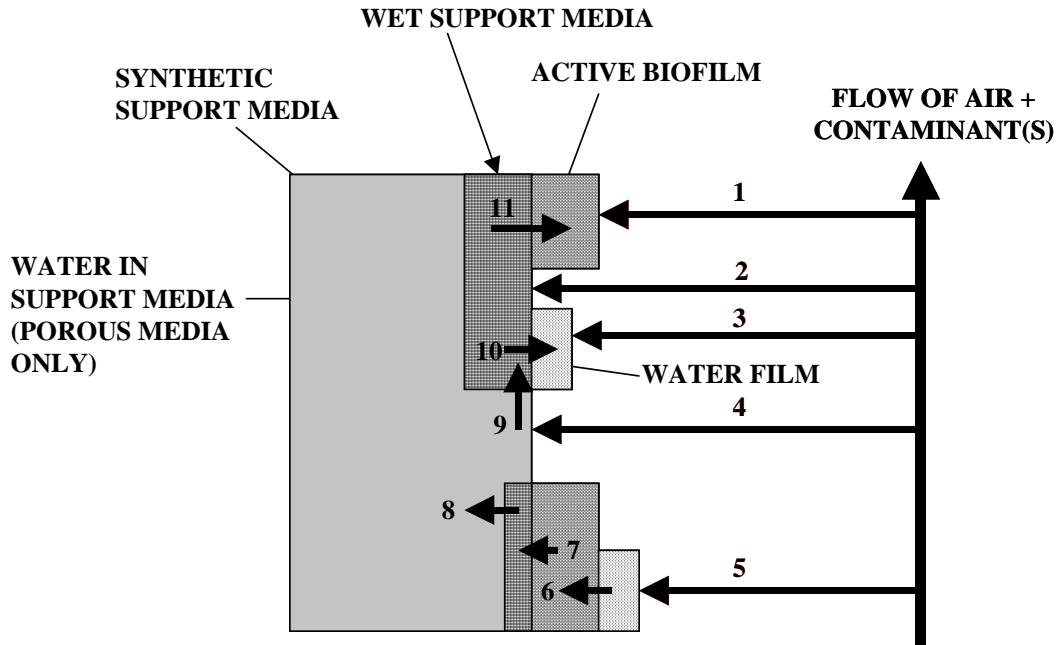 WET SUPPORT MEDIA
SYNTHETIC
SUPPORT MEDIA
ACTIVE BIOFILM
FLOW OF AIR +
CONTAMINANT(S)
1
11
2
WATER IN
SUPPORT MEDIA
(POROUS MEDIA
ONLY)
3
10
WATER FILM
4
9
8
7
5
6